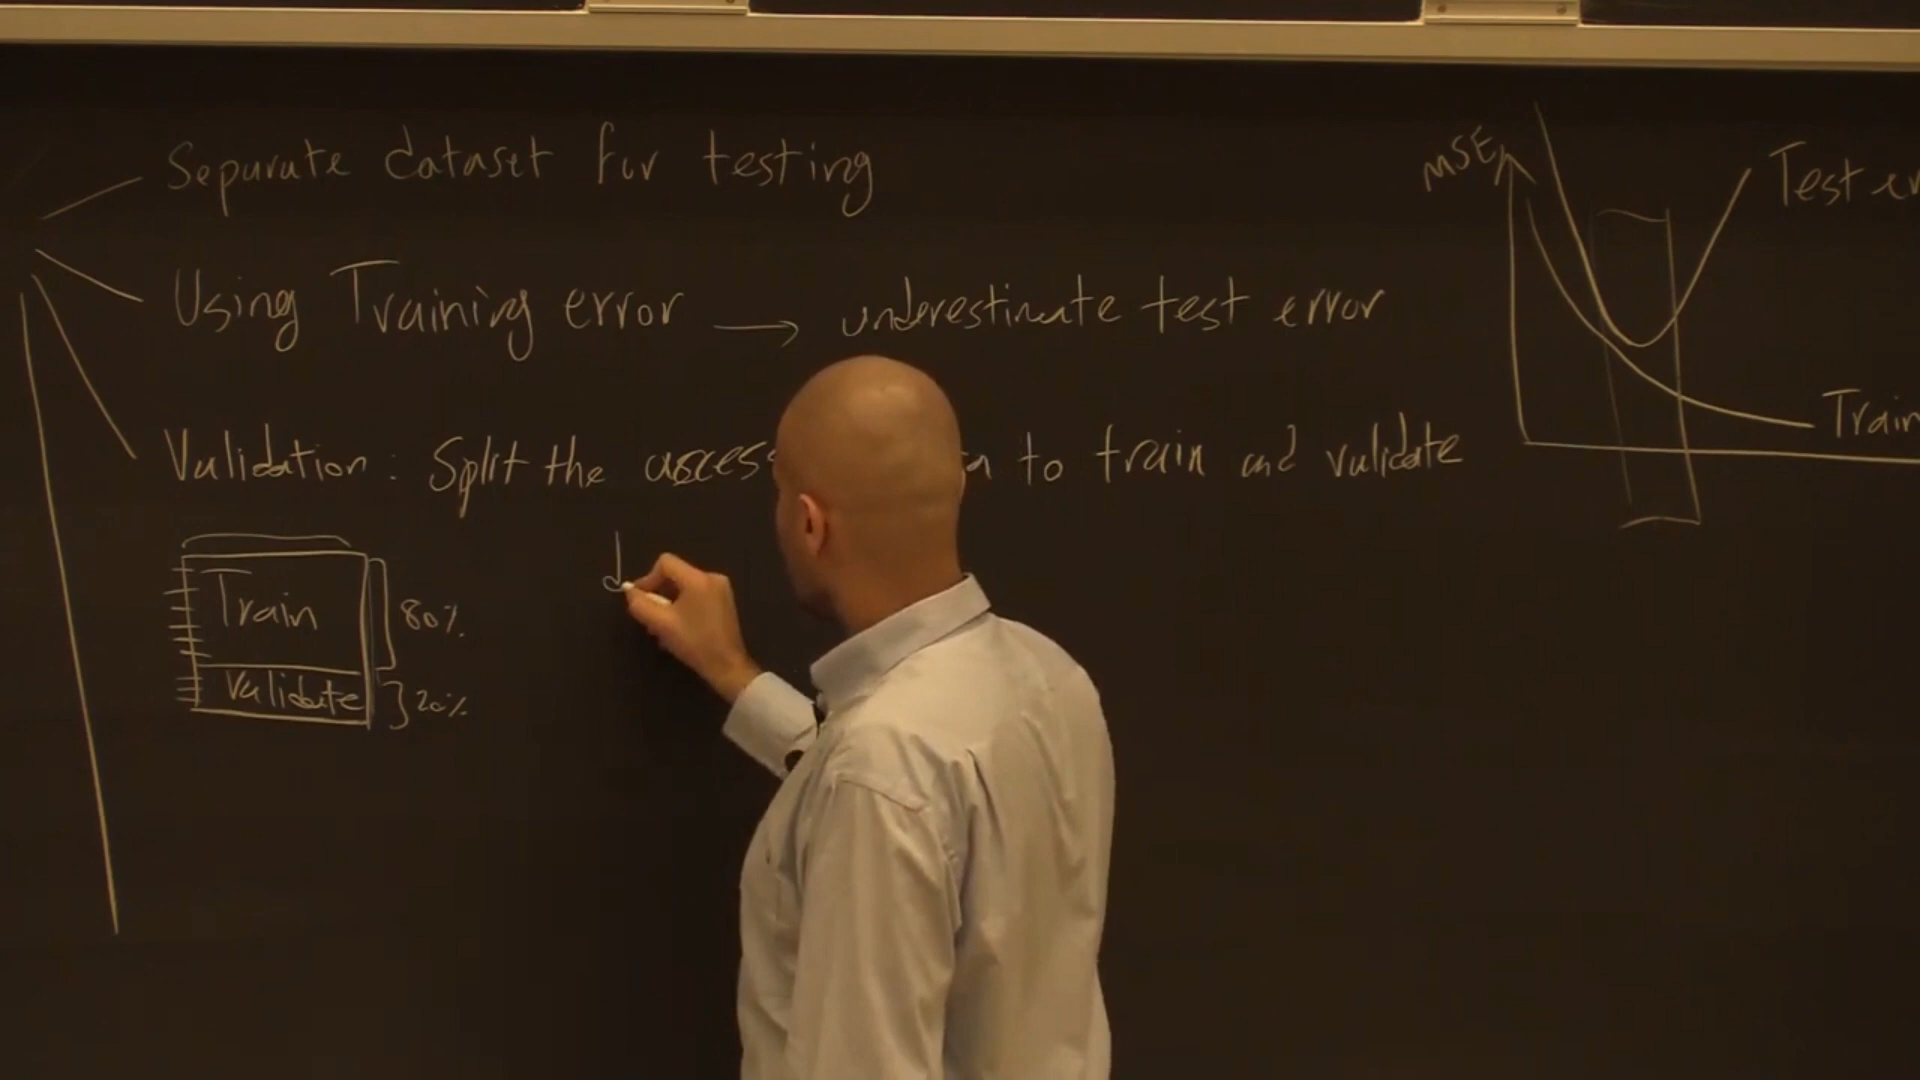 Separate dataset for testing
Using Training error → underestimate test error
Validation: Split the to train and validate
Train 80%
Validate 20%
MSE
Test
Train